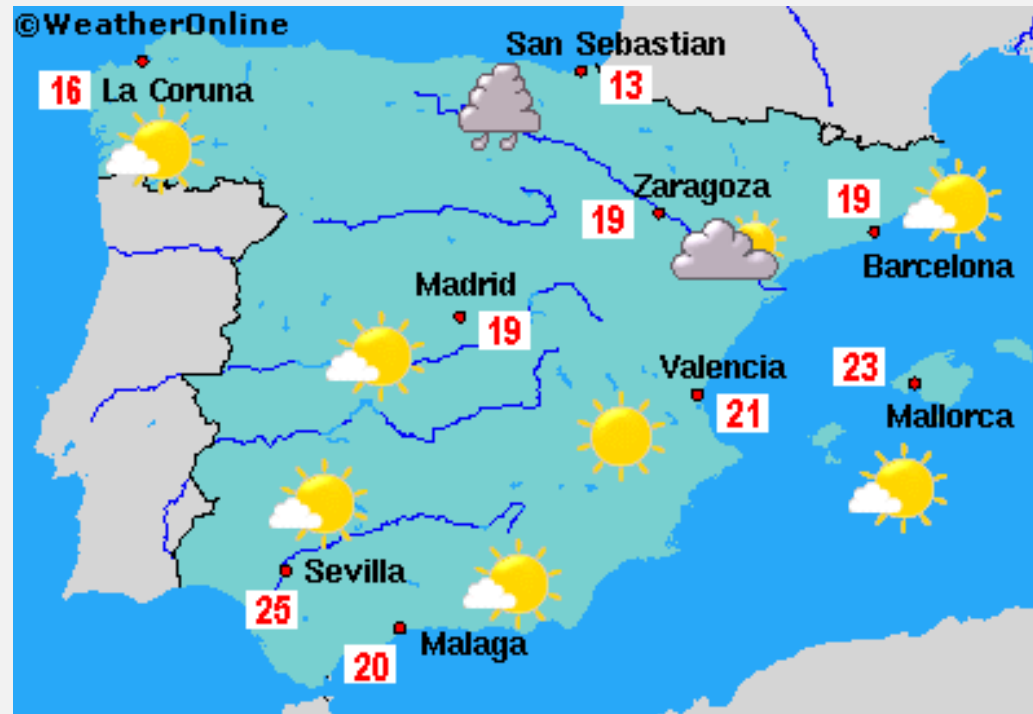 ©WeatherOnline
San Sebastian
16
La Coruna
13
Zaragoza
19
19
Barcelona
Madrid
19
Valencia
21
23
Mallorca
Sevilla
25
Malaga
20